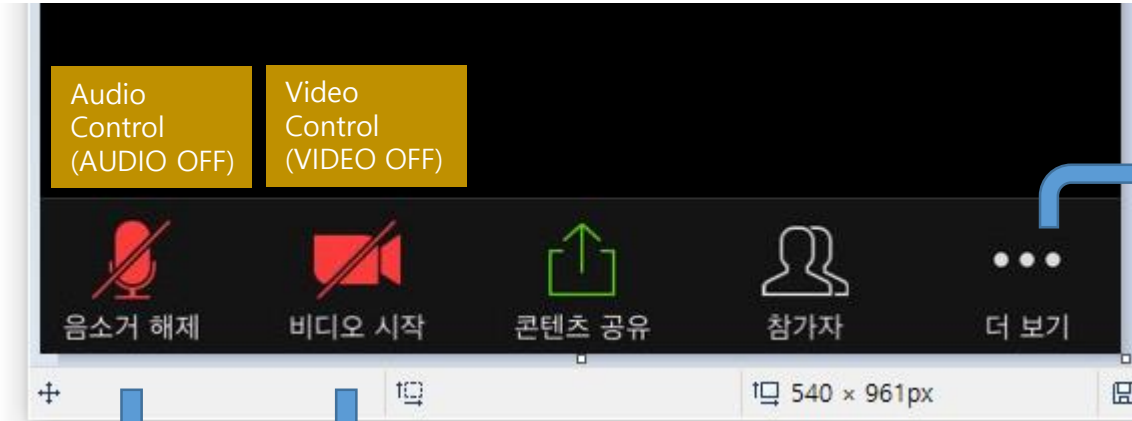 Audio
Control
(AUDIO OFF)
Video
Control
(VIDEO OFF)
음소거 해제
비디오 시작
콘텐츠 공유
참가자
더 보기
540 × 961px